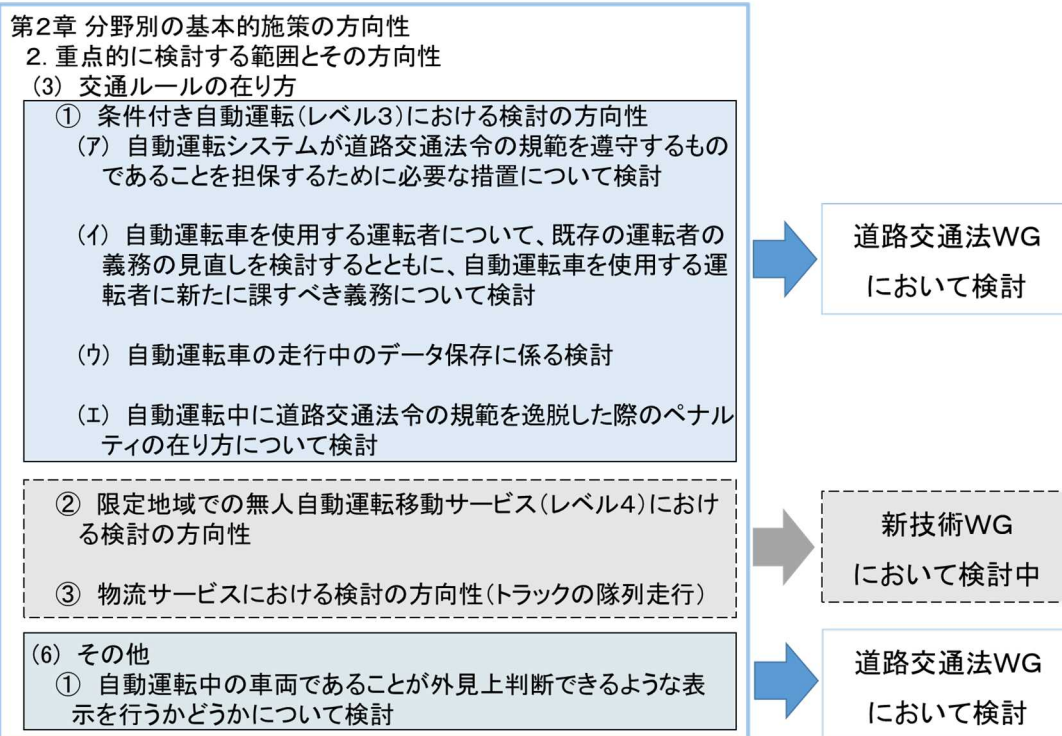 第2章 分野別の基本的施策の方向性
2. 重点的に検討する範囲とその方向性
(3) 交通ルールの在り方
① 条件付き自動運転(レベル3)における検討の方向性
(ア) 自動運転システムが道路交通法令の規範を遵守するもの
であることを担保するために必要な措置について検討
(イ) 自動運転車を使用する運転者について、既存の運転者の
義務の見直しを検討するとともに、自動運転車を使用する運
転者に新たに課すべき義務について検討
(ウ) 自動運転車の走行中のデータ保存に係る検討
(エ) 自動運転中に道路交通法令の規範を逸脱した際のペナル
ティの在り方について検討
道路交通法WG
において検討
② 限定地域での無人自動運転移動サービス(レベル4)におけ
る検討の方向性
③ 物流サービスにおける検討の方向性(トラックの隊列走行)
新技術WG
において検討中
(6) その他
① 自動運転中の車両であることが外見上判断できるような表
示を行うかどうかについて検討
道路交通法WG
において検討